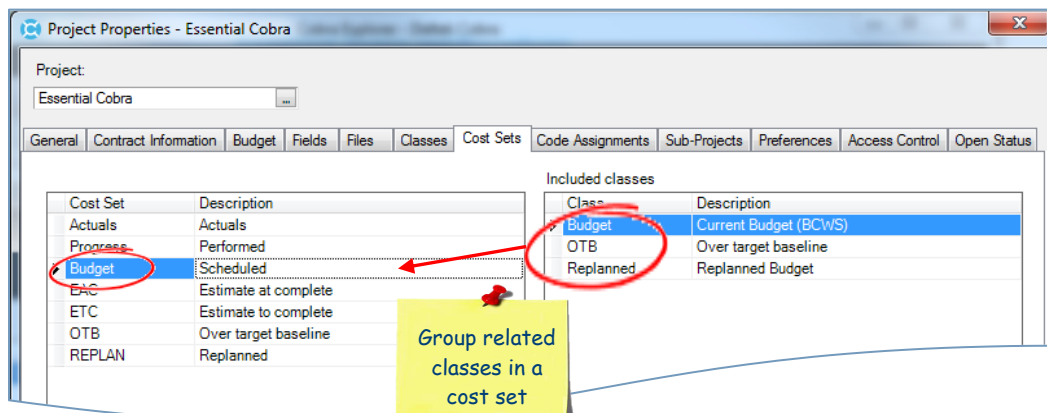 Project Properties - Essential Cobra
Project:
Essential Cobra ...
General Contract Information Budget Fields Files Classes Cost Sets Code Assignments Sub-Projects Preferences Access Control Open Status
Included classes
Cost Set Description
Actuals Actuals
Progress Performed
Budget Scheduled
EAC Estimate at complete
ETC Estimate to complete
OTB Over target baseline
REPLAN Replanned
Class Description
Budget Current Budget (BCWS)
OTB Over target baseline
Replanned Replanned Budget
Group related
classes in a
cost set